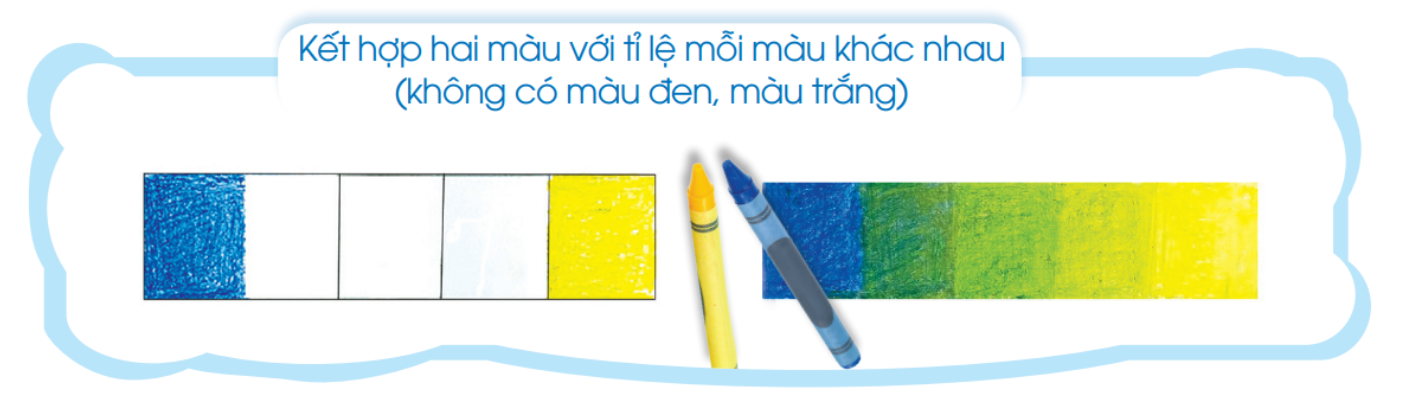 Kết hợp hai màu với tỉ lệ mỗi màu khác nhau
(không có màu đen, màu trắng)